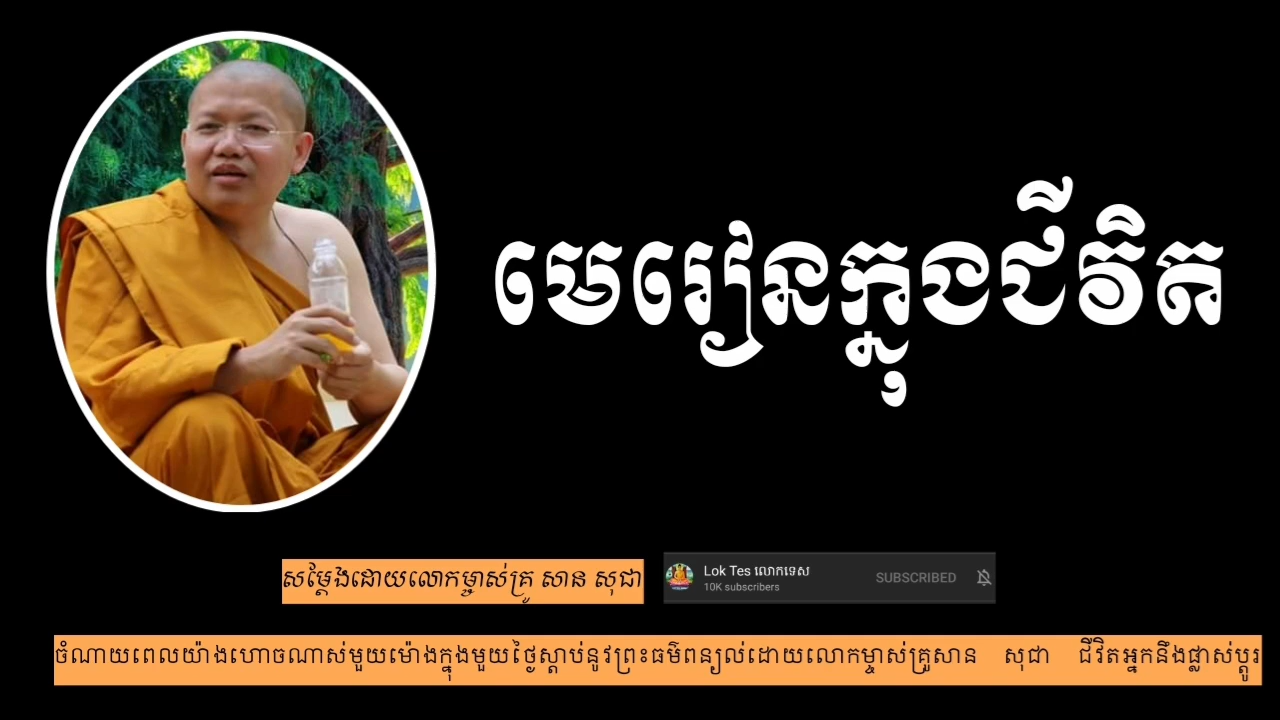 មេរៀនក្នុងជីវិត
សម្តែងដោយលោកម្ចាស់គ្រូ សាន សុជា
Lok Tes លោកទេស
10K subscribers
SUBSCRIBED
ចំណាយពេលយ៉ាងហោចណាស់មួយម៉ោងក្នុងមួយថ្ងៃស្តាប់នូវព្រះធម៌ពន្យល់ដោយលោកម្ចាស់គ្រូសាន សុជា ជីវិតអ្នកនឹងផ្លាស់ប្តូរ